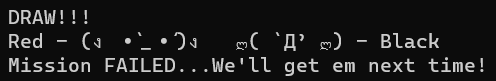 DRAW!!!
Red - (ง •̀_•́)ง   ლ( `Д’ ლ) - Black
Mission FAILED...We'll get em next time!